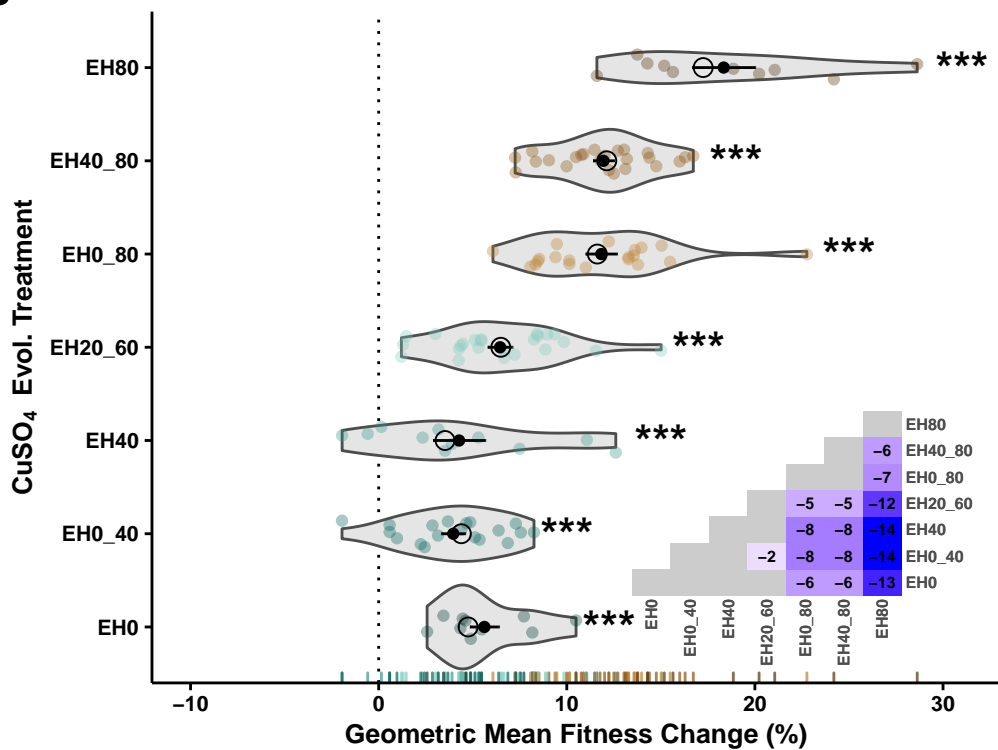 EH80
***
EH40_80
***
EH0_80
***
EH20_60
***
EH40
***
EH0_40
***
EH0
***
CuSO4 Evol. Treatment
−10 0 10 20 30
Geometric Mean Fitness Change (%)
EH80
−6 EH40_80
−7 EH0_80
−5 −5 −12 EH20_60
−8 −8 −14 EH40
−2 −8 −8 −14 EH0_40
−6 −6 −13 EH0
EH0
EH0_40
EH40
EH20_60
EH0_80
EH40_80
EH80